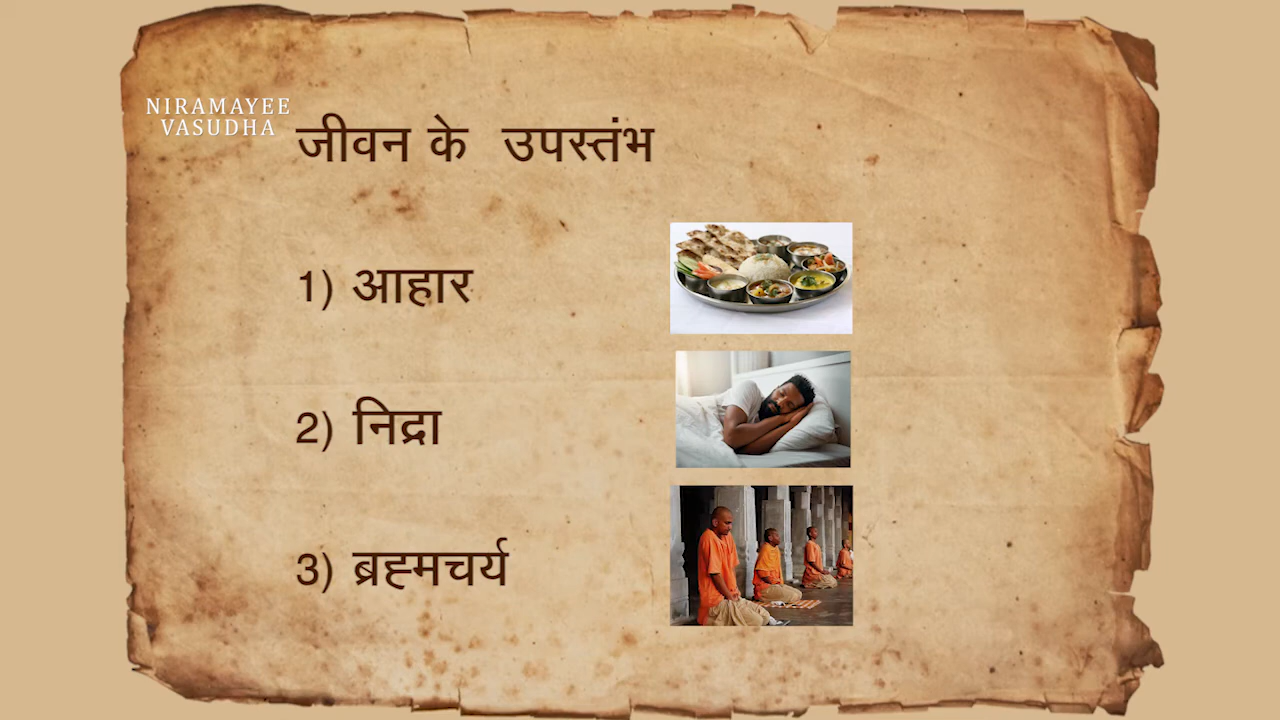 NIRAMAYEE
VASUDHA
जीवन के उपस्तंभ
1) आहार
2) निद्रा
3) ब्रह्मचर्य